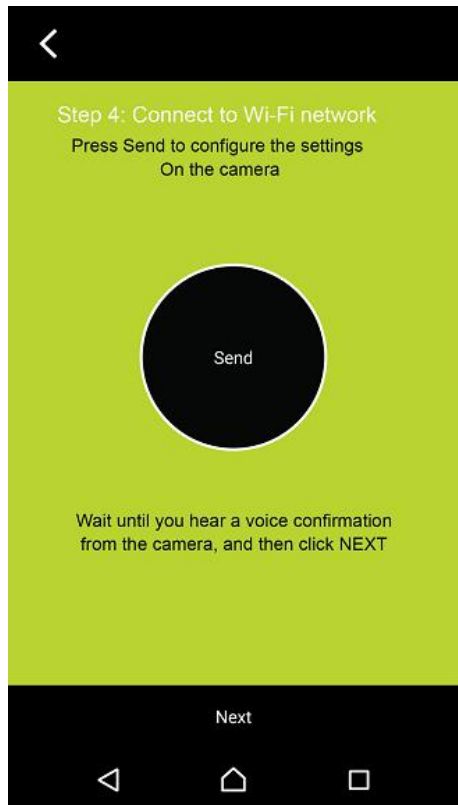 Step 4: Connect to Wi-Fi network
Press Send to configure the settings
On the camera
Send
Wait until you hear a voice confirmation
from the camera, and then click NEXT
Next